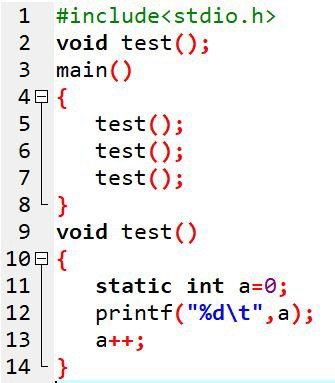 1 #include<stdio.h>
2 void test();
3 main()
4 {
5 test();
6 test();
7 test();
8 }
9 void test()
10 {
11 static int a=0;
12 printf("%d\t",a);
13 a++;
14 }